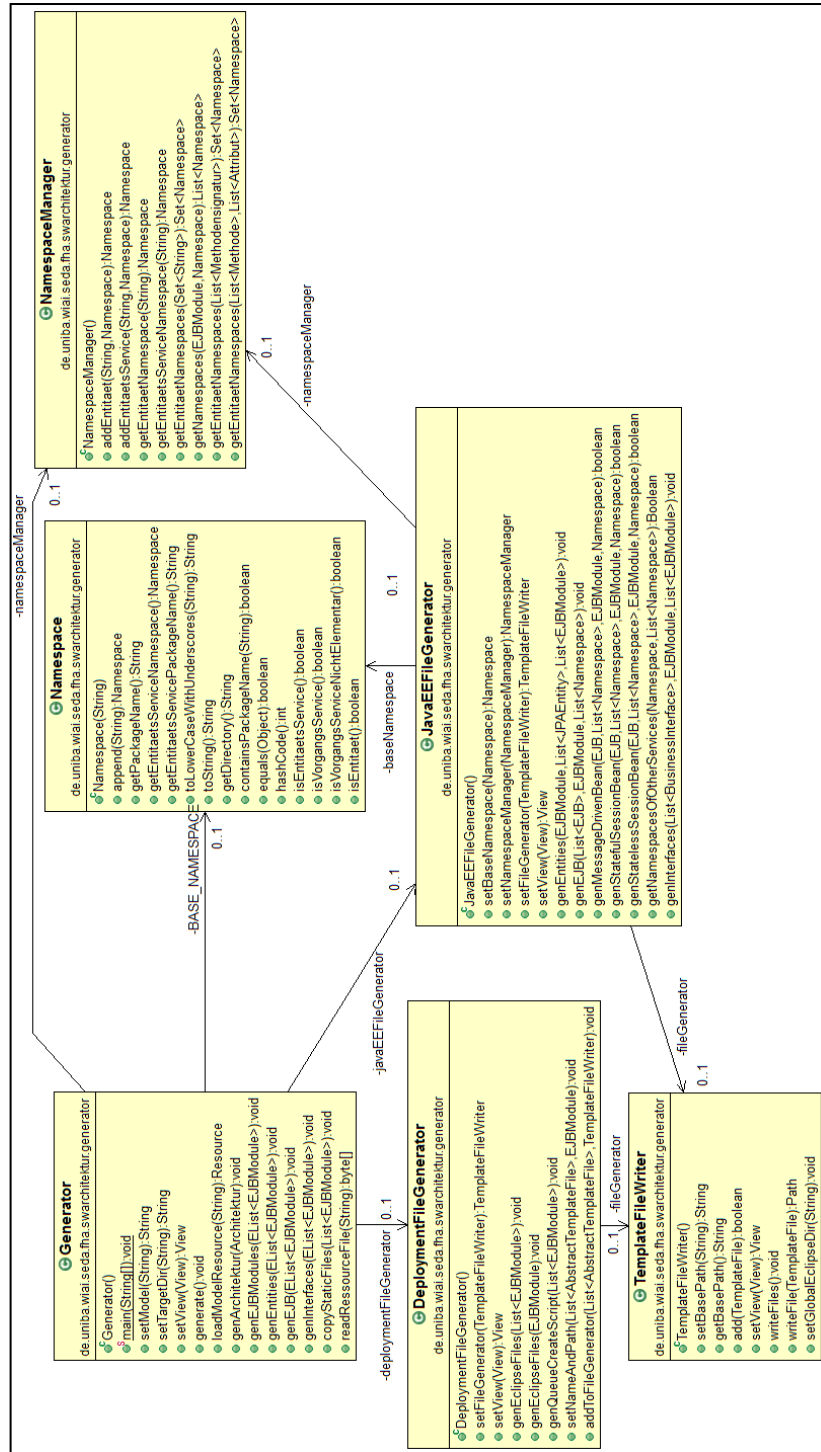 Generator
de.uniba.wiai.seda.fha.swarchitektur.generator
Generator()
main(String[]):void
setModel(String):String
setTargetDir(String):String
setView(View):View
generate():void
loadModelResource(String):Resource
genArchitektur(Architektur):void
genEJBModules(EList<EJBModule>):void
genEntities(EList<EJBModule>):void
genEJB(EList<EJBModule>):void
genInterfaces(EList<EJBModule>):void
copyStaticFiles(List<EJBModule>):void
readRessourceFile(String):byte[]
-namespaceManager
0..1
-BASE_NAMESPACE
0..1
-javaEEFileGenerator
0..1
-deploymentFileGenerator
0..1
Namespace
de.uniba.wiai.seda.fha.swarchitektur.generator
Namespace(String)
append(String):Namespace
getPackageName():String
getEntitaetsServiceNamespace():Namespace
getEntitaetsServicePackageName():String
toLowerCaseWithUnderscores(String):String
toString():String
getDirectory():String
containsPackageName(String):boolean
equals(Object):boolean
hashCode():int
isEntitaetsService():boolean
isVorgangsService():boolean
isVorgangsServiceNichtElementar():boolean
isEntitaet():boolean
NamespaceManager
de.uniba.wiai.seda.fha.swarchitektur.generator
NamespaceManager()
addEntitaet(String,Namespace):Namespace
addEntitaetsService(String,Namespace):Namespace
getEntitaetNamespace(String):Namespace
getEntitaetsServiceNamespace(String):Namespace
getEntitaetNamespaces(Set<String>):Set<Namespace>
getNamespaces(EJBModule,Namespace):List<Namespace>
getEntitaetNamespaces(List<Methodensignatur>):Set<Namespace>
getEntitaetNamespaces(List<Methode>,List<Attribut>):Set<Namespace>
DeploymentFileGenerator
de.uniba.wiai.seda.fha.swarchitektur.generator
DeploymentFileGenerator()
setFileGenerator(TemplateFileWriter):TemplateFileWriter
setView(View):View
genEclipseFiles(List<EJBModule>):void
genEclipseFiles(EJBModule):void
genQueueCreateScript(List<EJBModule>):void
setNameAndPath(List<AbstractTemplateFile>,EJBModule):void
addToFileGenerator(List<AbstractTemplateFile>,TemplateFileWriter):void
-fileGenerator
0..1
JavaEEFileGenerator
de.uniba.wiai.seda.fha.swarchitektur.generator
JavaEEFileGenerator()
setBaseNamespace(Namespace):Namespace
setNamespaceManager(NamespaceManager):NamespaceManager
setFileGenerator(TemplateFileWriter):TemplateFileWriter
setView(View):View
genEntities(EJBModule,List<JPAEntity>,List<EJBModule>):void
genEJB(List<EJB>,EJBModule,List<Namespace>):void
genMessageDrivenBean(EJB,List<Namespace>,EJBModule,Namespace):boolean
genStatefulSessionBean(EJB,List<Namespace>,EJBModule,Namespace):boolean
genStatelessSessionBean(EJB,List<Namespace>,EJBModule,Namespace):boolean
getNamespacesOfOtherServices(Namespace,List<Namespace>):Boolean
genInterfaces(List<BusinessInterface>,EJBModule,List<EJBModule>):void
-baseNamespace
0..1
-namespaceManager
0..1
-fileGenerator
0..1
TemplateFileWriter
de.uniba.wiai.seda.fha.swarchitektur.generator
TemplateFileWriter()
setBasePath(String):String
getBasePath():String
add(TemplateFile):boolean
setView(View):View
writeFiles():void
writeFile(TemplateFile):Path
setGlobalEclipseDir(String):void